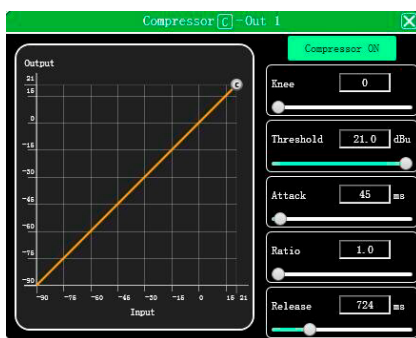 Compressor C -Out 1
Compressor ON
Output
21
15
0
-15
-30
-45
-60
-75
-90
-90 -75 -60 -45 -30 -15 0 15 21
Input
Knee 0
Threshold 21.0 dBu
Attack 45 ms
Ratio 1.0
Release 724 ms
C